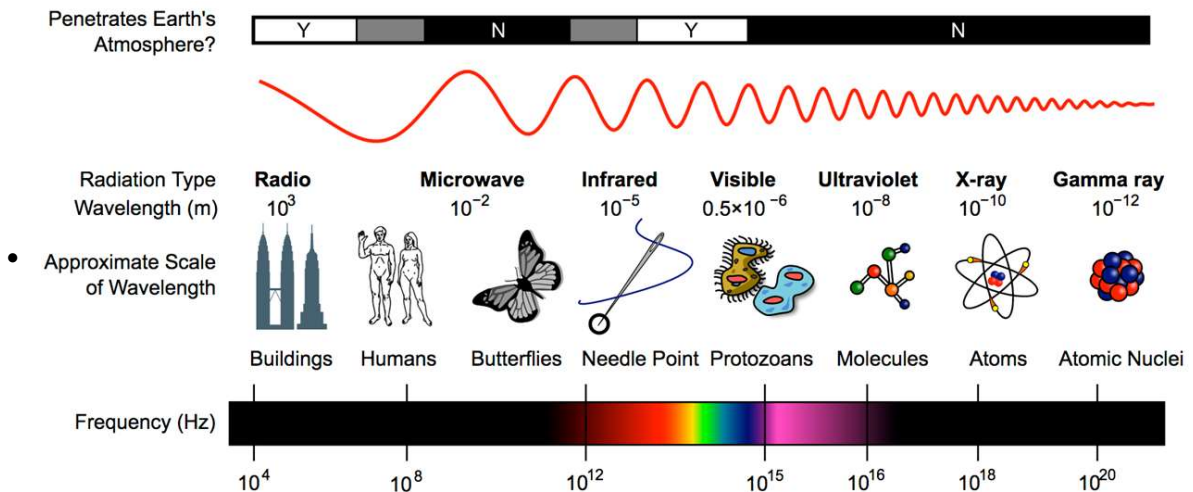 Penetrates Earth's
Atmosphere?
Y N Y N
Radiation Type
Wavelength (m)
Radio Microwave Infrared Visible Ultraviolet X-ray Gamma ray
10³ 10⁻² 10⁻⁵ 0.5×10⁻⁶ 10⁻⁸ 10⁻¹⁰ 10⁻¹²
Approximate Scale
of Wavelength
Buildings Humans Butterflies Needle Point Protozoans Molecules Atoms Atomic Nuclei
Frequency (Hz)
10⁴ 10⁸ 10¹² 10¹⁵ 10¹⁶ 10¹⁸ 10²⁰